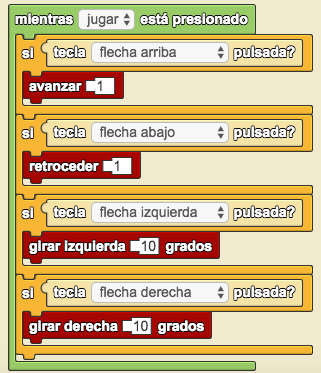 mientras jugar está presionado
si tecla flecha arriba pulsada?
avanzar 1
si tecla flecha abajo pulsada?
retroceder 1
si tecla flecha izquierda pulsada?
girar izquierda 10 grados
si tecla flecha derecha pulsada?
girar derecha 10 grados